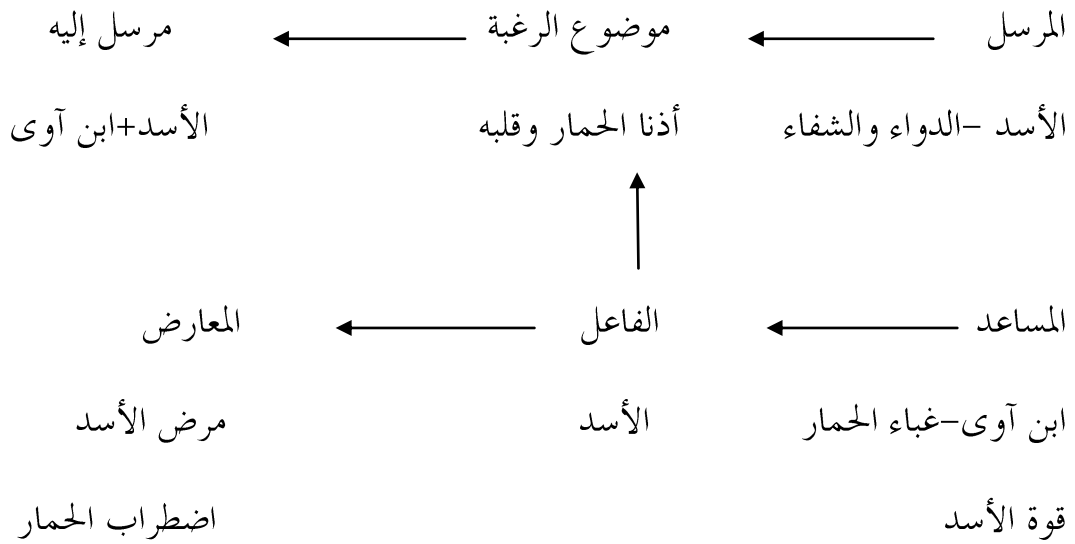 المرسل موضوع الرغبة مرسل إليه
الأسد –الدواء والشفاء أذنا الحمار وقلبه الأسد+ابن آوى
المساعد الفاعل المعارض
ابن آوى–غباء الحمار الأسد مرض الأسد
قوة الأسد اضطراب الحمار